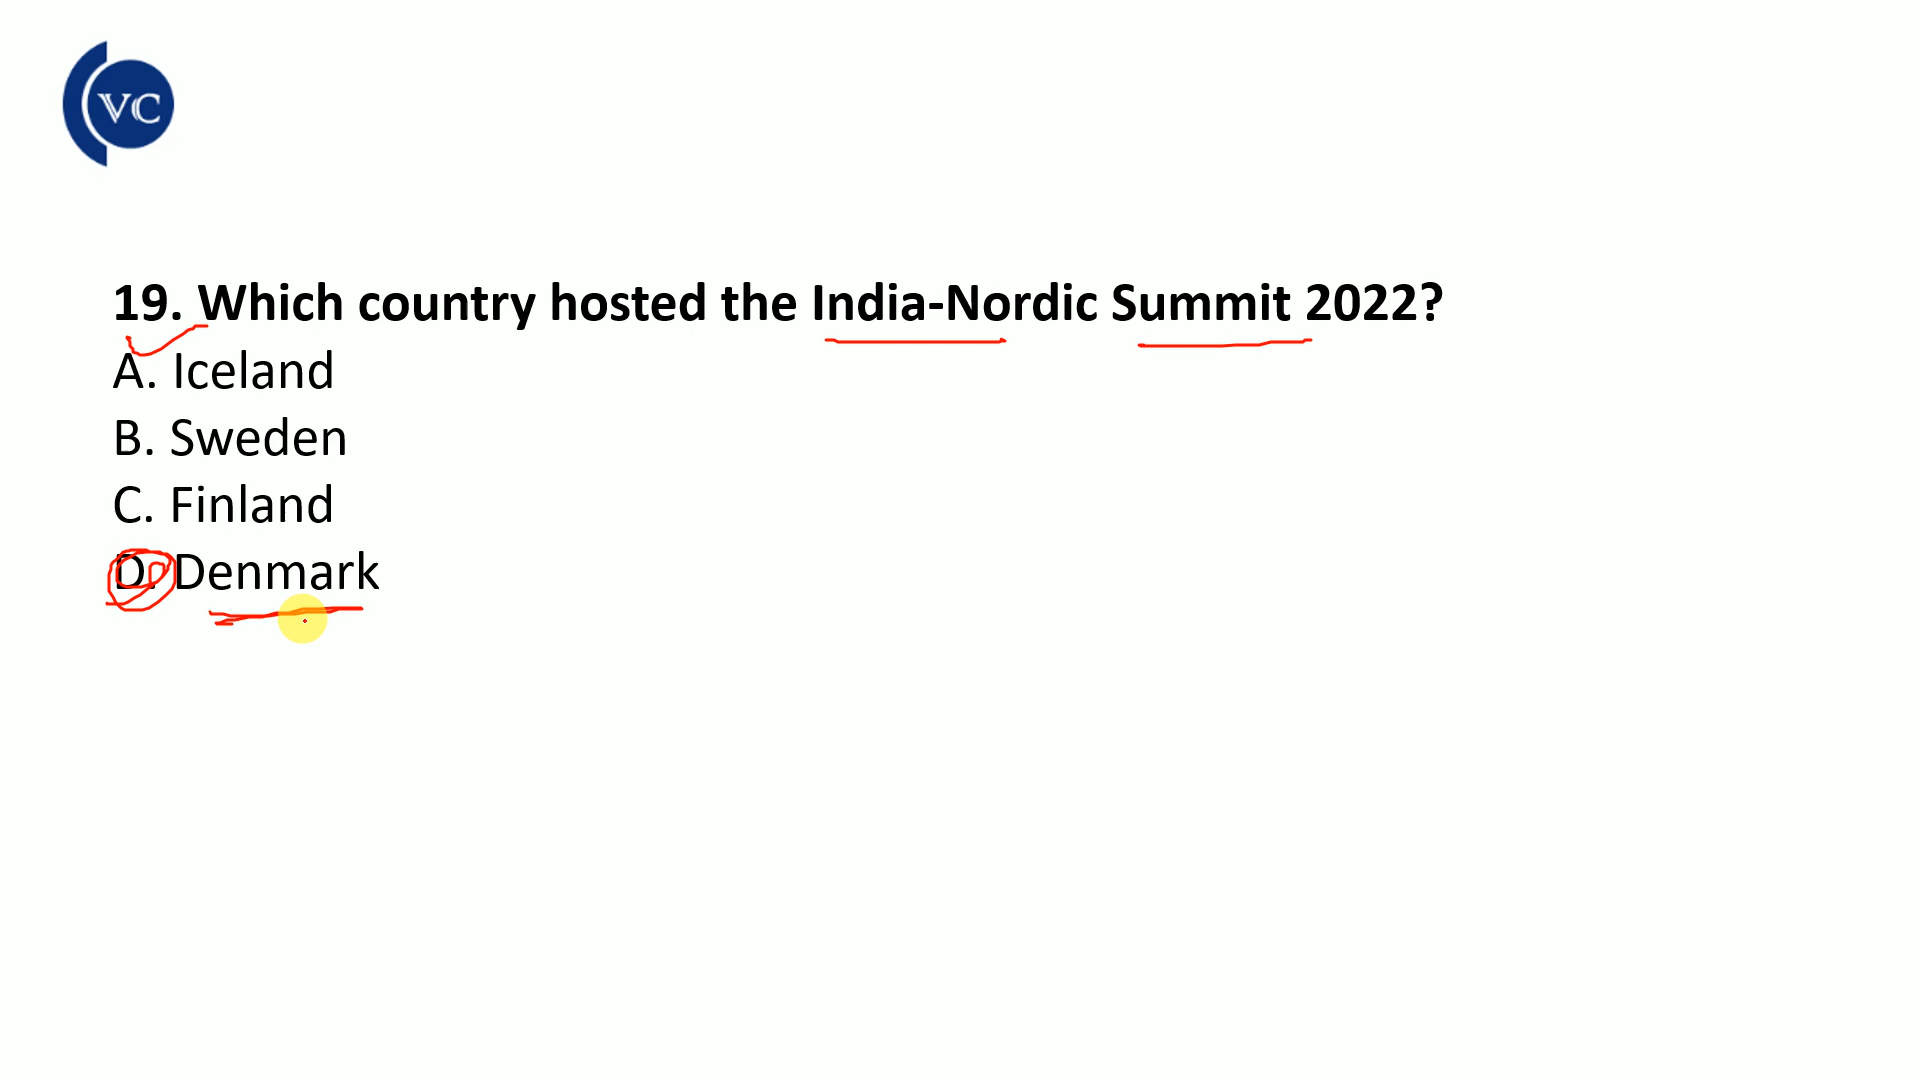 VC
19. Which country hosted the India-Nordic Summit 2022?
A. Iceland
B. Sweden
C. Finland
D. Denmark